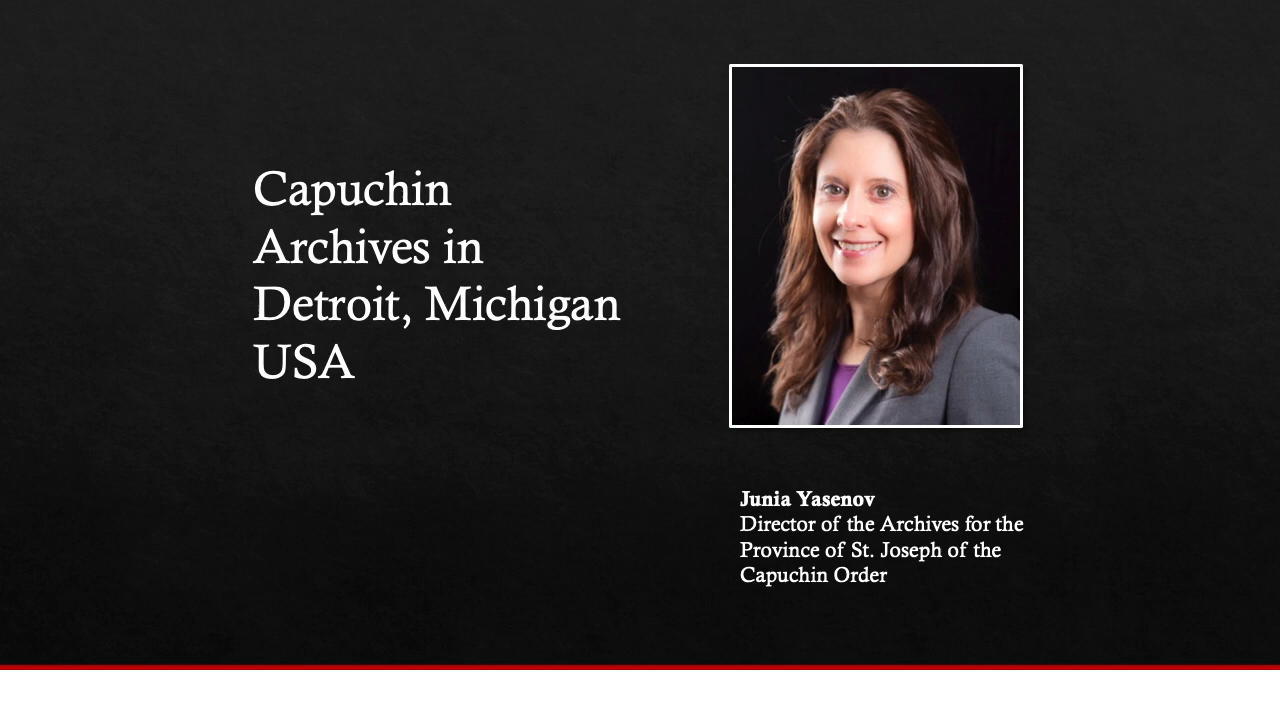 Capuchin
Archives in
Detroit, Michigan
USA
Junia Yasenov
Director of the Archives for the
Province of St. Joseph of the
Capuchin Order